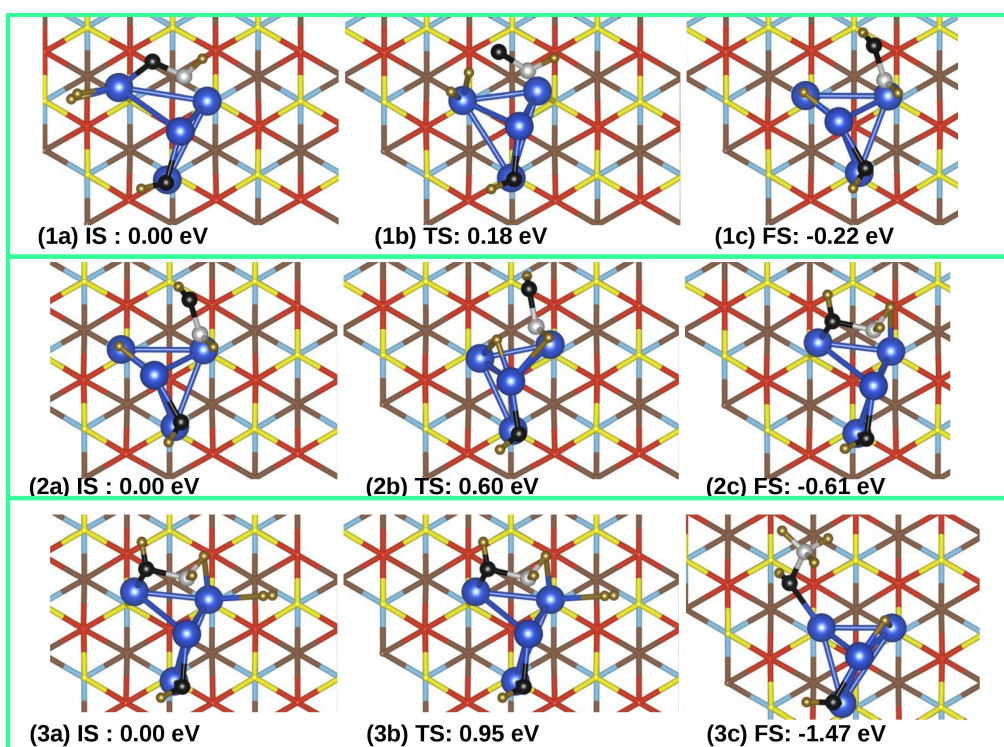 (1a) IS : 0.00 eV (1b) TS: 0.18 eV (1c) FS: -0.22 eV
(2a) IS : 0.00 eV (2b) TS: 0.60 eV (2c) FS: -0.61 eV
(3a) IS : 0.00 eV (3b) TS: 0.95 eV (3c) FS: -1.47 eV